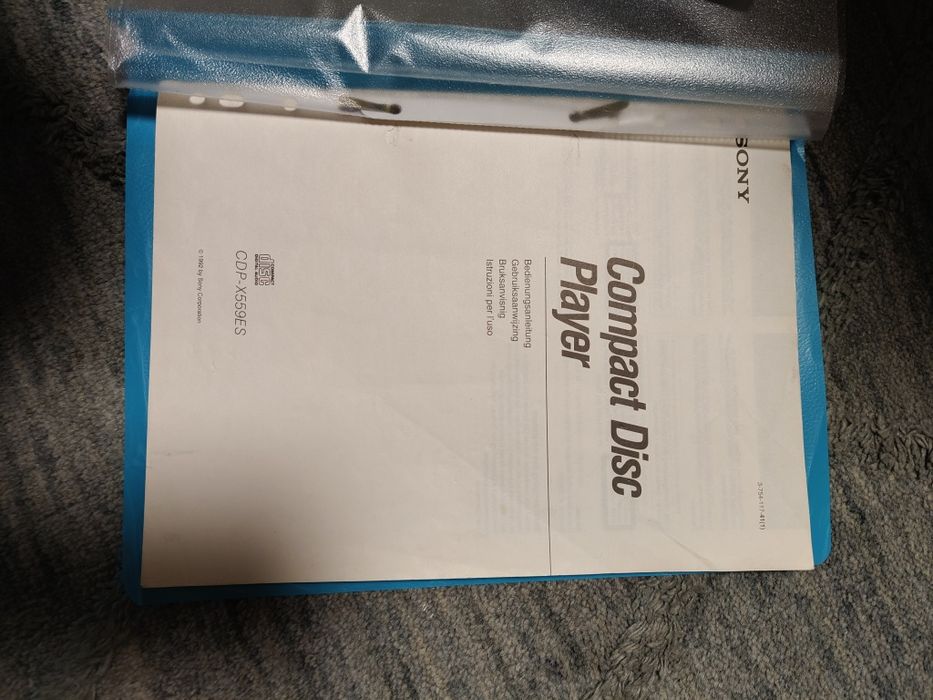 SONY
3-754-117-41(1)
Compact Disc
Player
Bedienungsanleitung
Gebruiksaanwijzing
Bruksanvisning
Istruzioni per l'uso
COMPACT
disc
DIGITAL AUDIO
CDP-X559ES
© 1992 by Sony Corporation